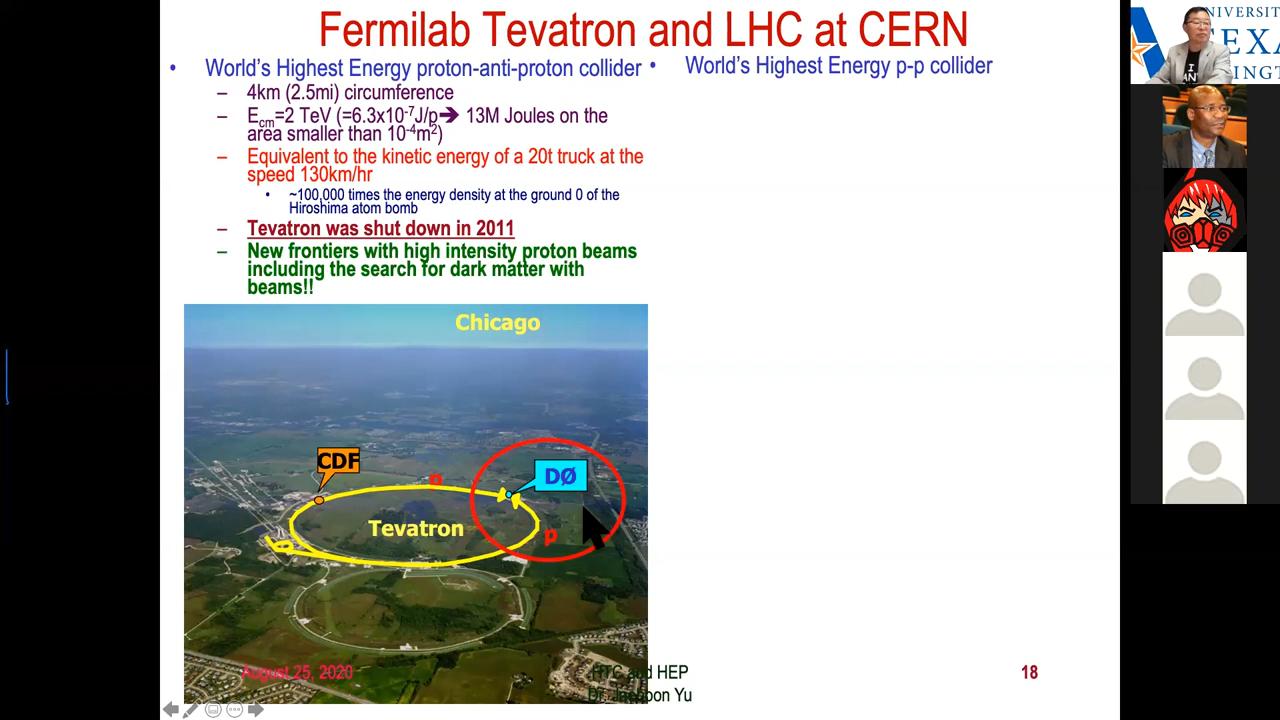 Fermilab Tevatron and LHC at CERN
• World's Highest Energy proton-anti-proton collider
– 4km (2.5mi) circumference
– Ecm=2 TeV (=6.3x10-7J/p➔ 13M Joules on the
area smaller than 10-4m2)
– Equivalent to the kinetic energy of a 20t truck at the
speed 130km/hr
• ~100,000 times the energy density at the ground 0 of the
Hiroshima atom bomb
– Tevatron was shut down in 2011
– New frontiers with high intensity proton beams
including the search for dark matter with
beams!!
• World's Highest Energy p-p collider
Chicago
CDF
DØ
Tevatron
p
August 25, 2020
HTC and HEP
Dr. Yu
18
I